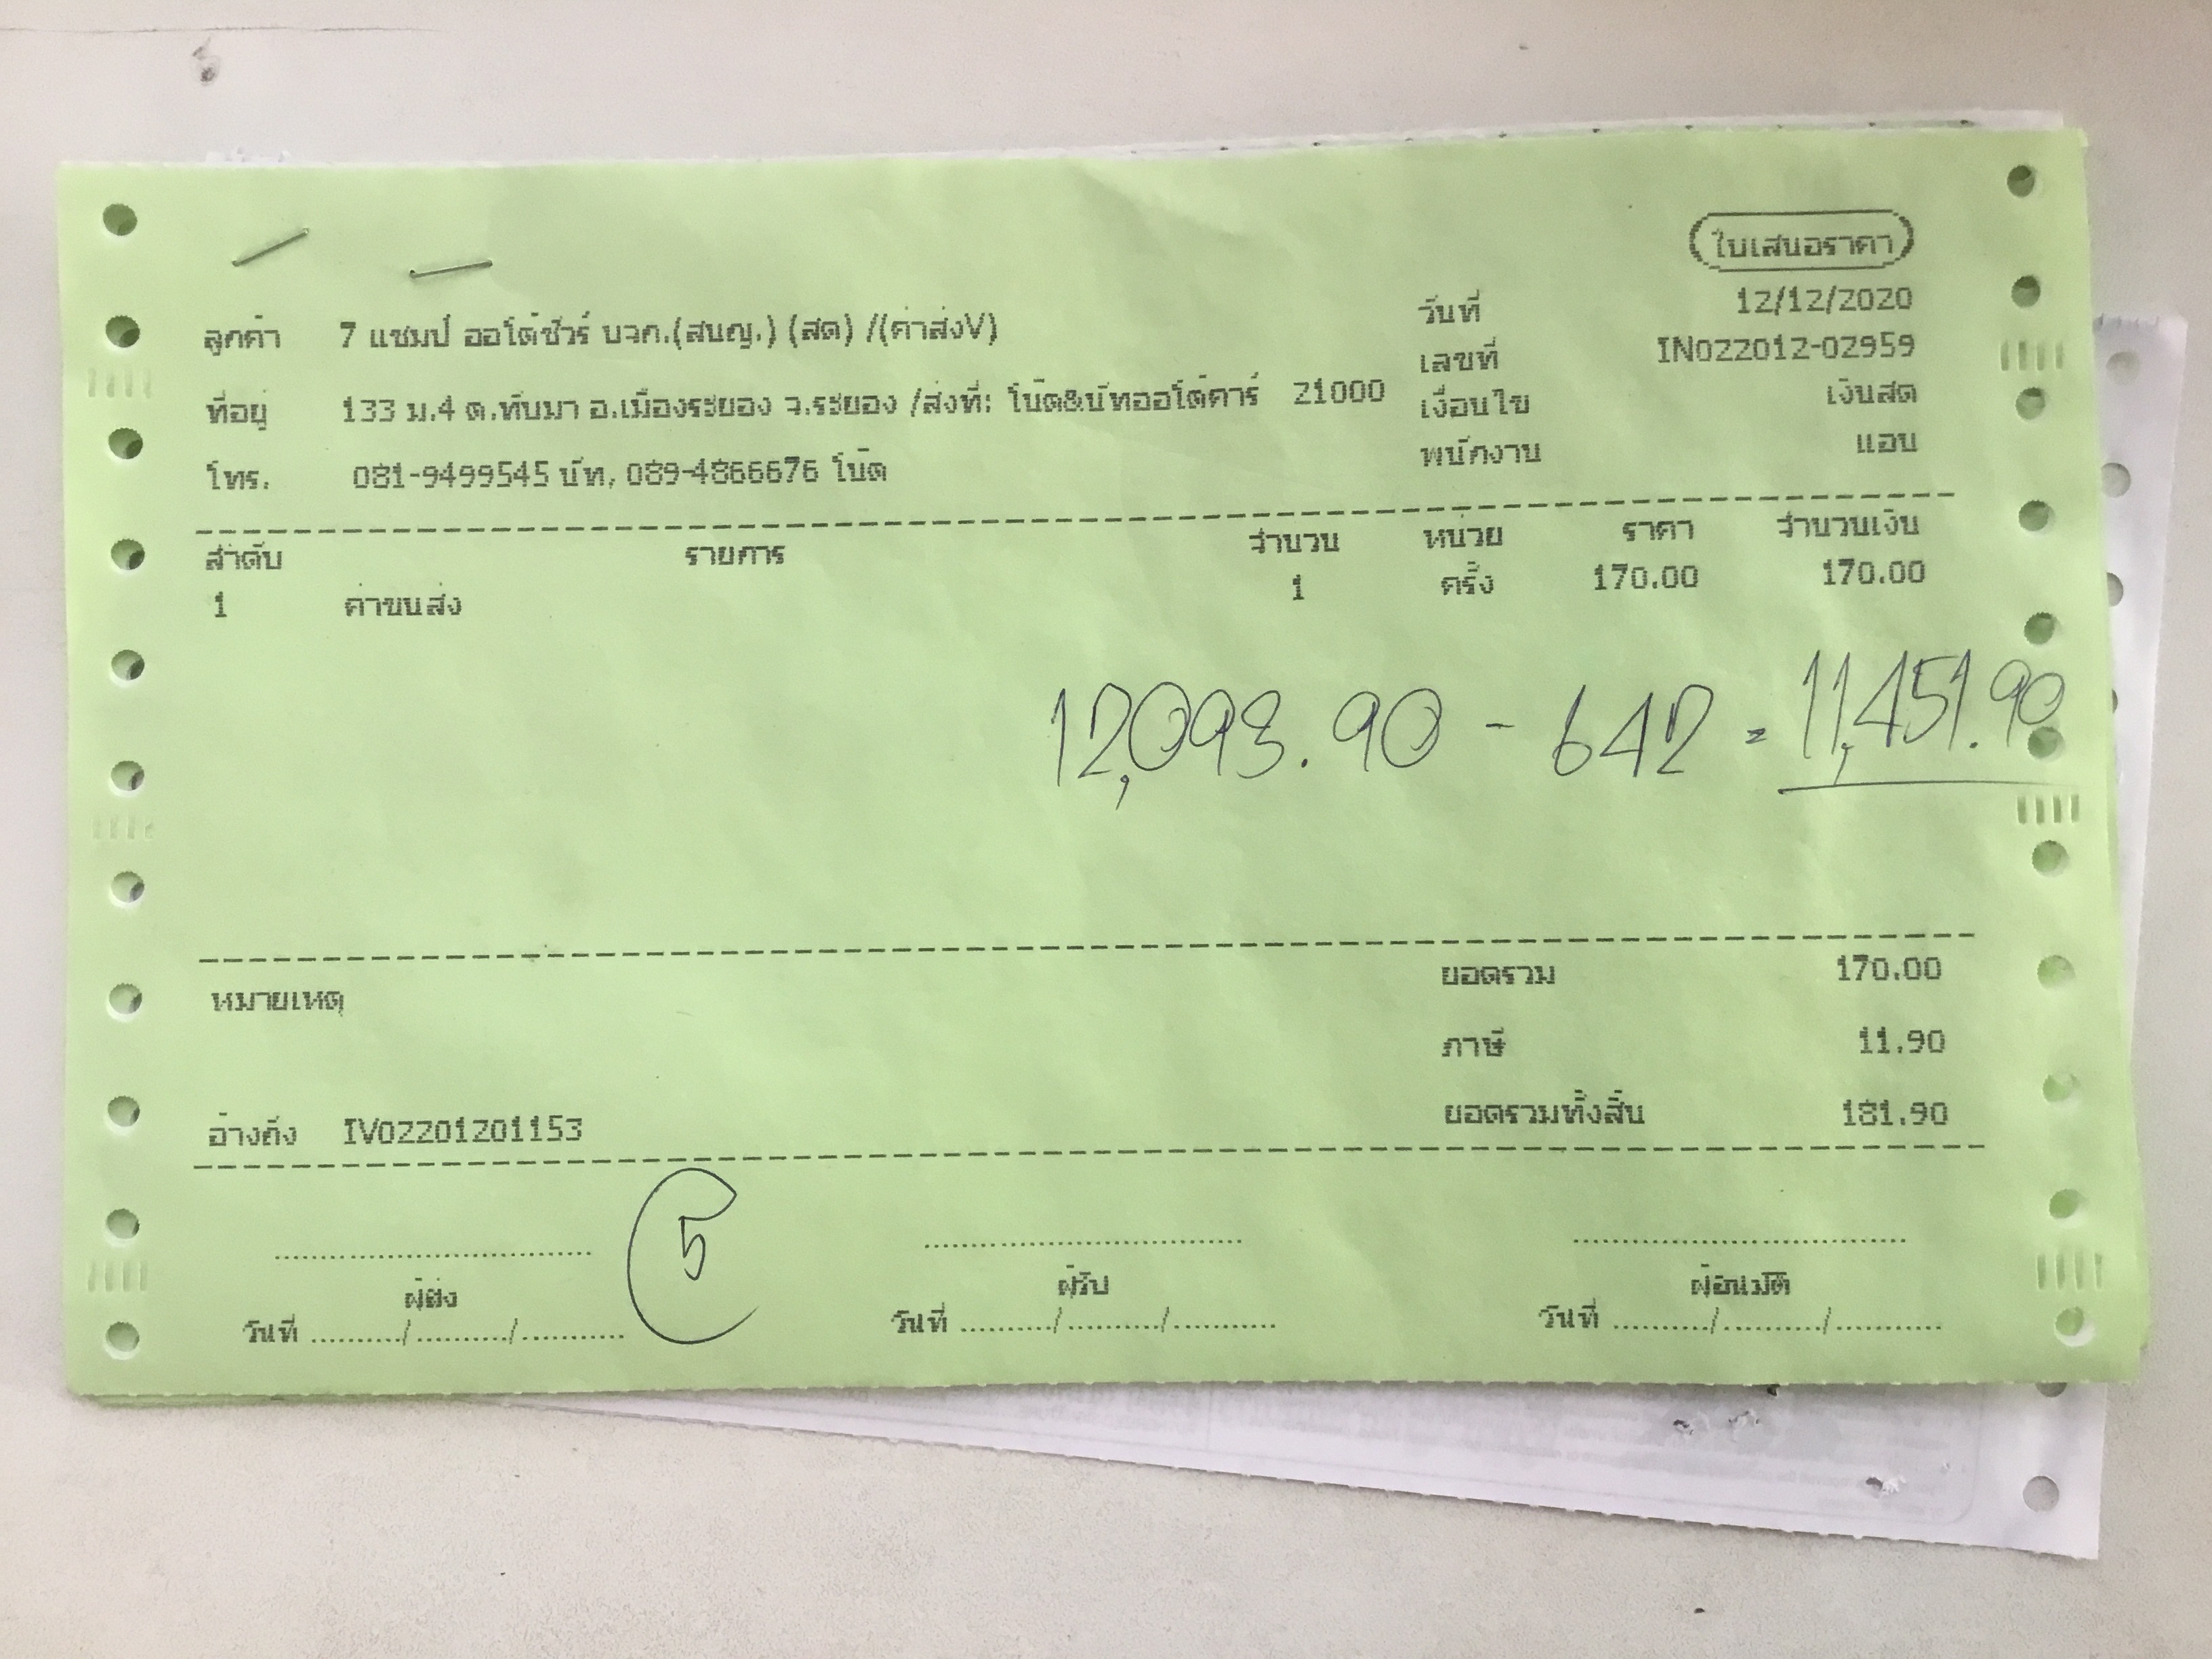 ใบเสนอราคา
ลูกค้า 7 แชมป์ ออโต้ชัวร์ บจก.(สนญ.) (สด) /(ค่าส่งV) วันที่ 12/12/2020
เลขที่ IN022012-02959
ที่อยู่ 133 ม.4 ต.ทับมา อ.เมืองระยอง จ.ระยอง /ส่งที่: โบ๊ต&บัทออโต้คาร์ 21000 เงื่อนไข เงินสด
โทร. 081-9499545 บัท, 089-4866676 โบ๊ต พนักงาน แอน
ลำดับ รายการ จำนวน หน่วย ราคา จำนวนเงิน
1 ค่าขนส่ง 1 ครั้ง 170.00 170.00
12,093.90 - 642 = 11,451.90
หมายเหตุ ยอดรวม 170.00
ภาษี 11.90
อ้างถึง IV02201201153 ยอดรวมทั้งสิ้น 181.90
5
ผู้ส่ง ผู้รับ ผู้อนุมัติ
วันที่ ........../........../........... วันที่ ........../........../........... วันที่ ........../........../...........